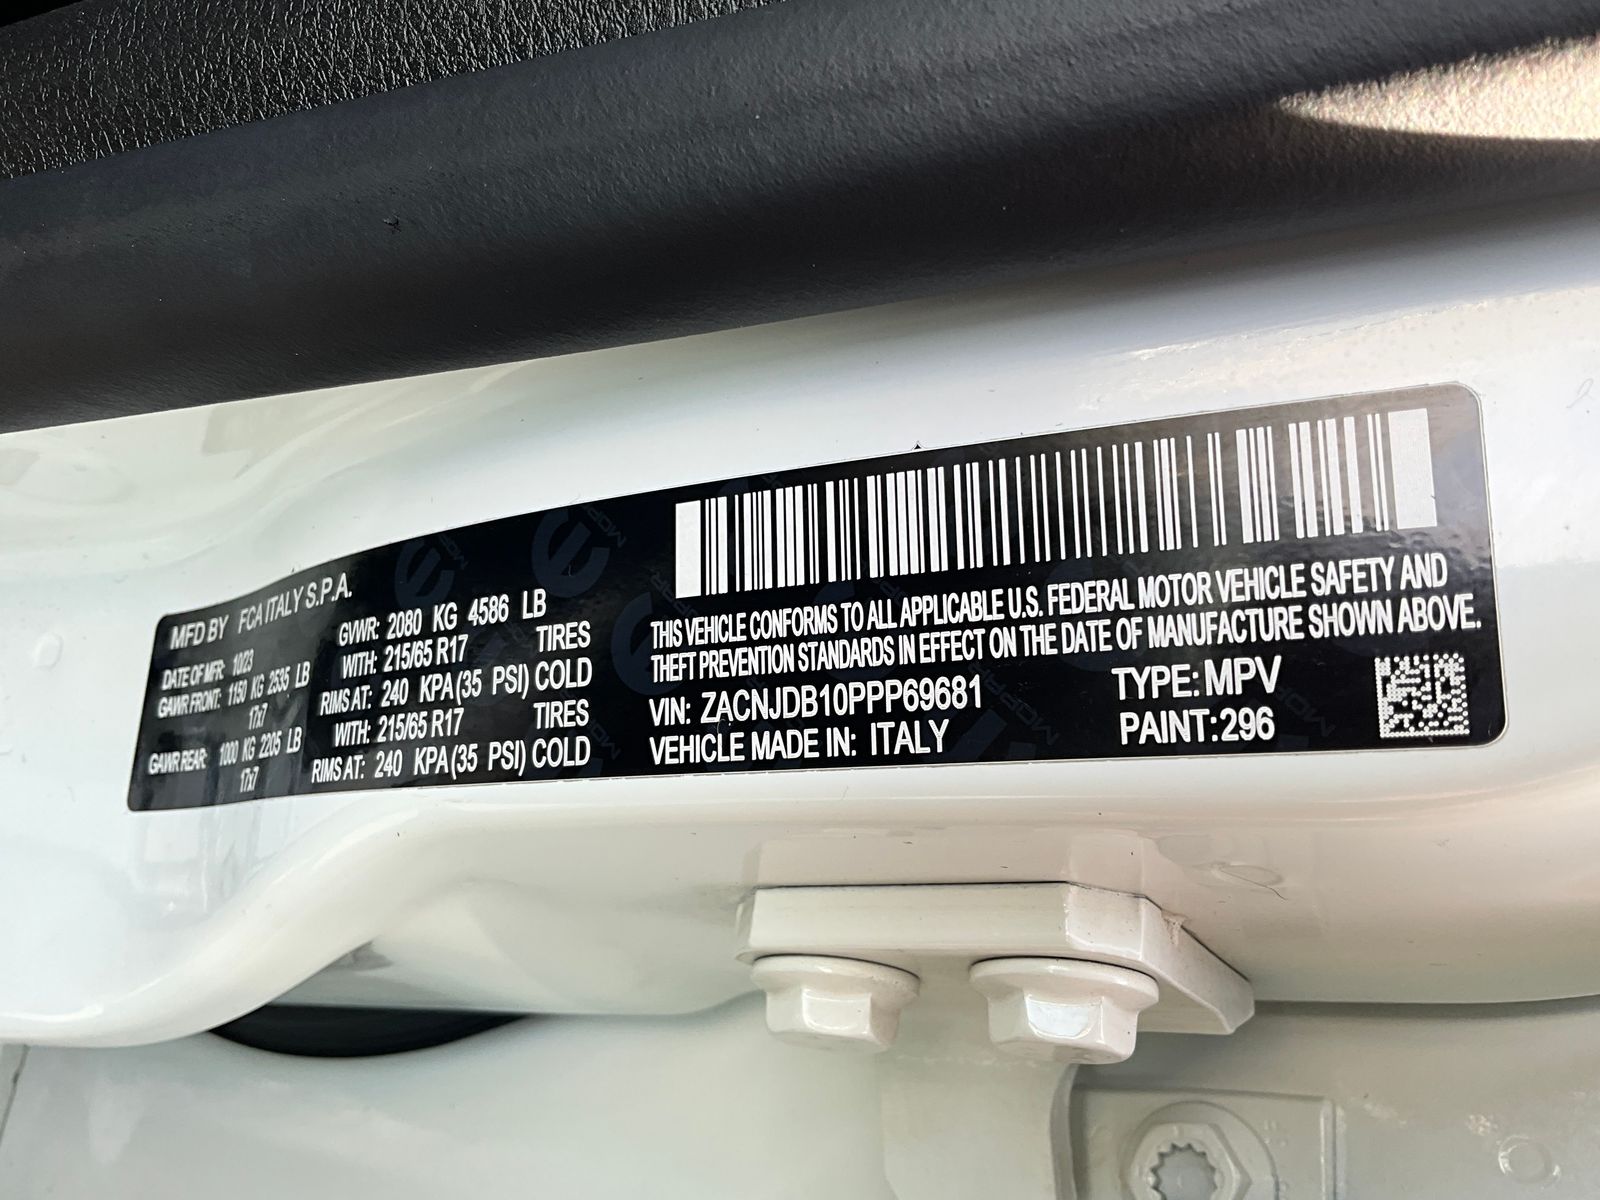 MFD BY FCA ITALY S.P.A.
DATE OF MFR: 10/23
GVWR: 2080 KG 4586 LB
GAWR FRONT: 1150 KG 2535 LB
WITH: 215/65 R17 TIRES
17x7
RIMS AT: 240 KPA(35 PSI) COLD
GAWR REAR: 1000 KG 2205 LB
WITH: 215/65 R17 TIRES
17x7
RIMS AT: 240 KPA(35 PSI) COLD
THIS VEHICLE CONFORMS TO ALL APPLICABLE U.S. FEDERAL MOTOR VEHICLE SAFETY AND
THEFT PREVENTION STANDARDS IN EFFECT ON THE DATE OF MANUFACTURE SHOWN ABOVE.
VIN: ZACNJDB10PPP69681 TYPE: MPV
VEHICLE MADE IN: ITALY PAINT:296